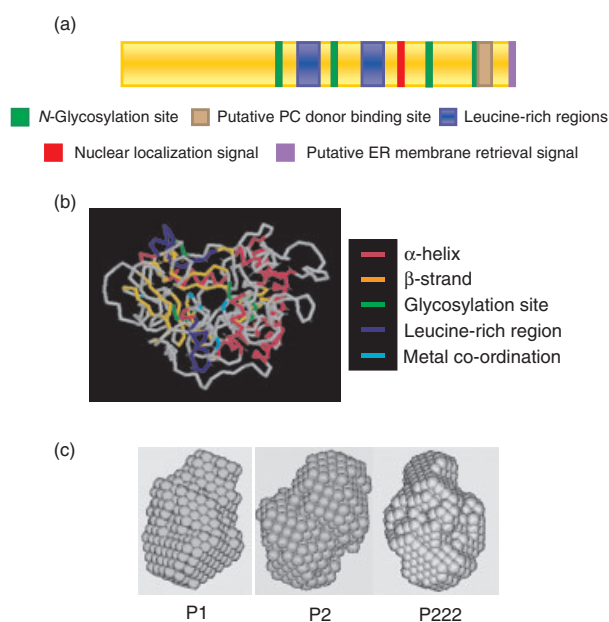 (a)
N-Glycosylation site Putative PC donor binding site Leucine-rich regions
Nuclear localization signal Putative ER membrane retrieval signal
(b)
α-helix
β-strand
Glycosylation site
Leucine-rich region
Metal co-ordination
(c)
P1 P2 P222